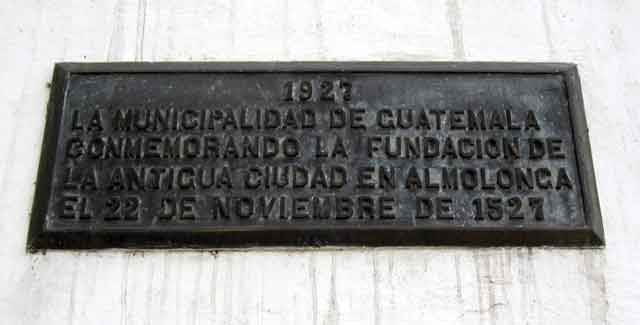 1927
LA MUNICIPALIDAD DE GUATEMALA
CONMEMORANDO LA FUNDACION DE
LA ANTIGUA CIUDAD EN ALMOLONGA
EL 22 DE NOVIEMBRE DE 1527